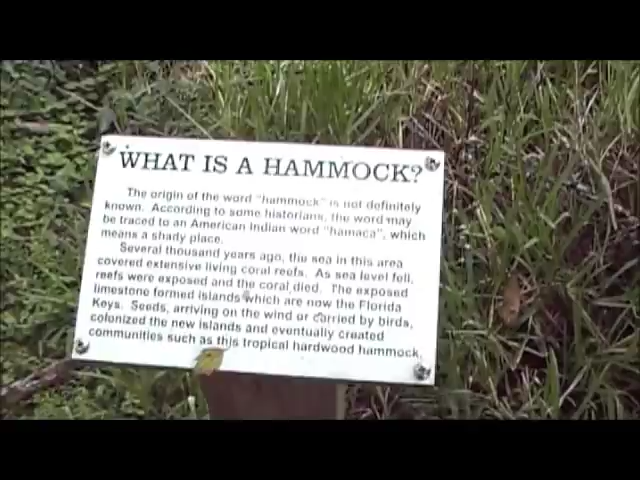 WHAT IS A HAMMOCK?
The origin of the word "hammock" is not definitely
known. According to some historians, the word may
be traced to an American Indian word "hamaca", which
means a shady place.
Several thousand years ago, the sea in this area
covered extensive living coral reefs. As sea level fell,
reefs were exposed and the coral died. The exposed
limestone formed islands which are now the Florida
Keys. Seeds, arriving on the wind or carried by birds,
colonized the new islands and eventually created
communities such as this tropical hardwood hammock.